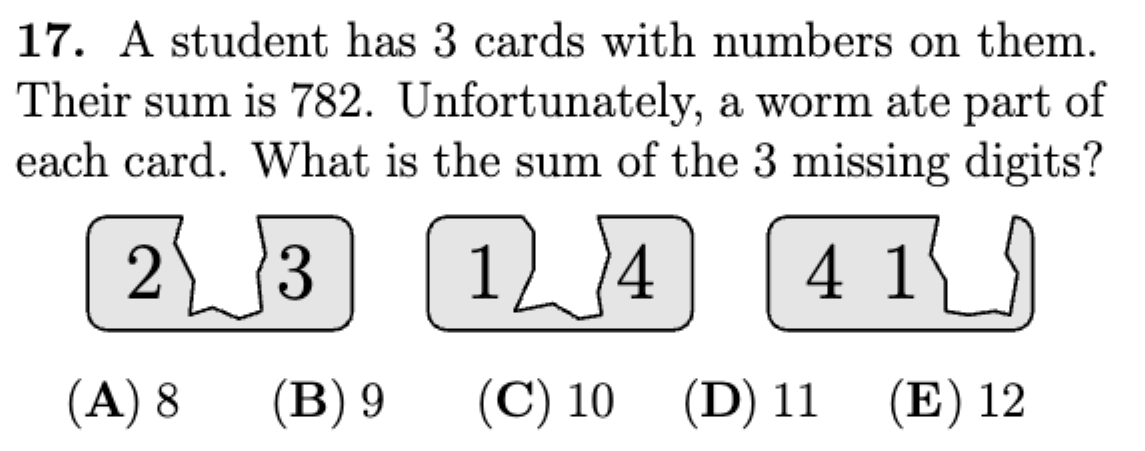 17. A student has 3 cards with numbers on them.
Their sum is 782. Unfortunately, a worm ate part of
each card. What is the sum of the 3 missing digits?
2 3 1 4 4 1
(A) 8 (B) 9 (C) 10 (D) 11 (E) 12